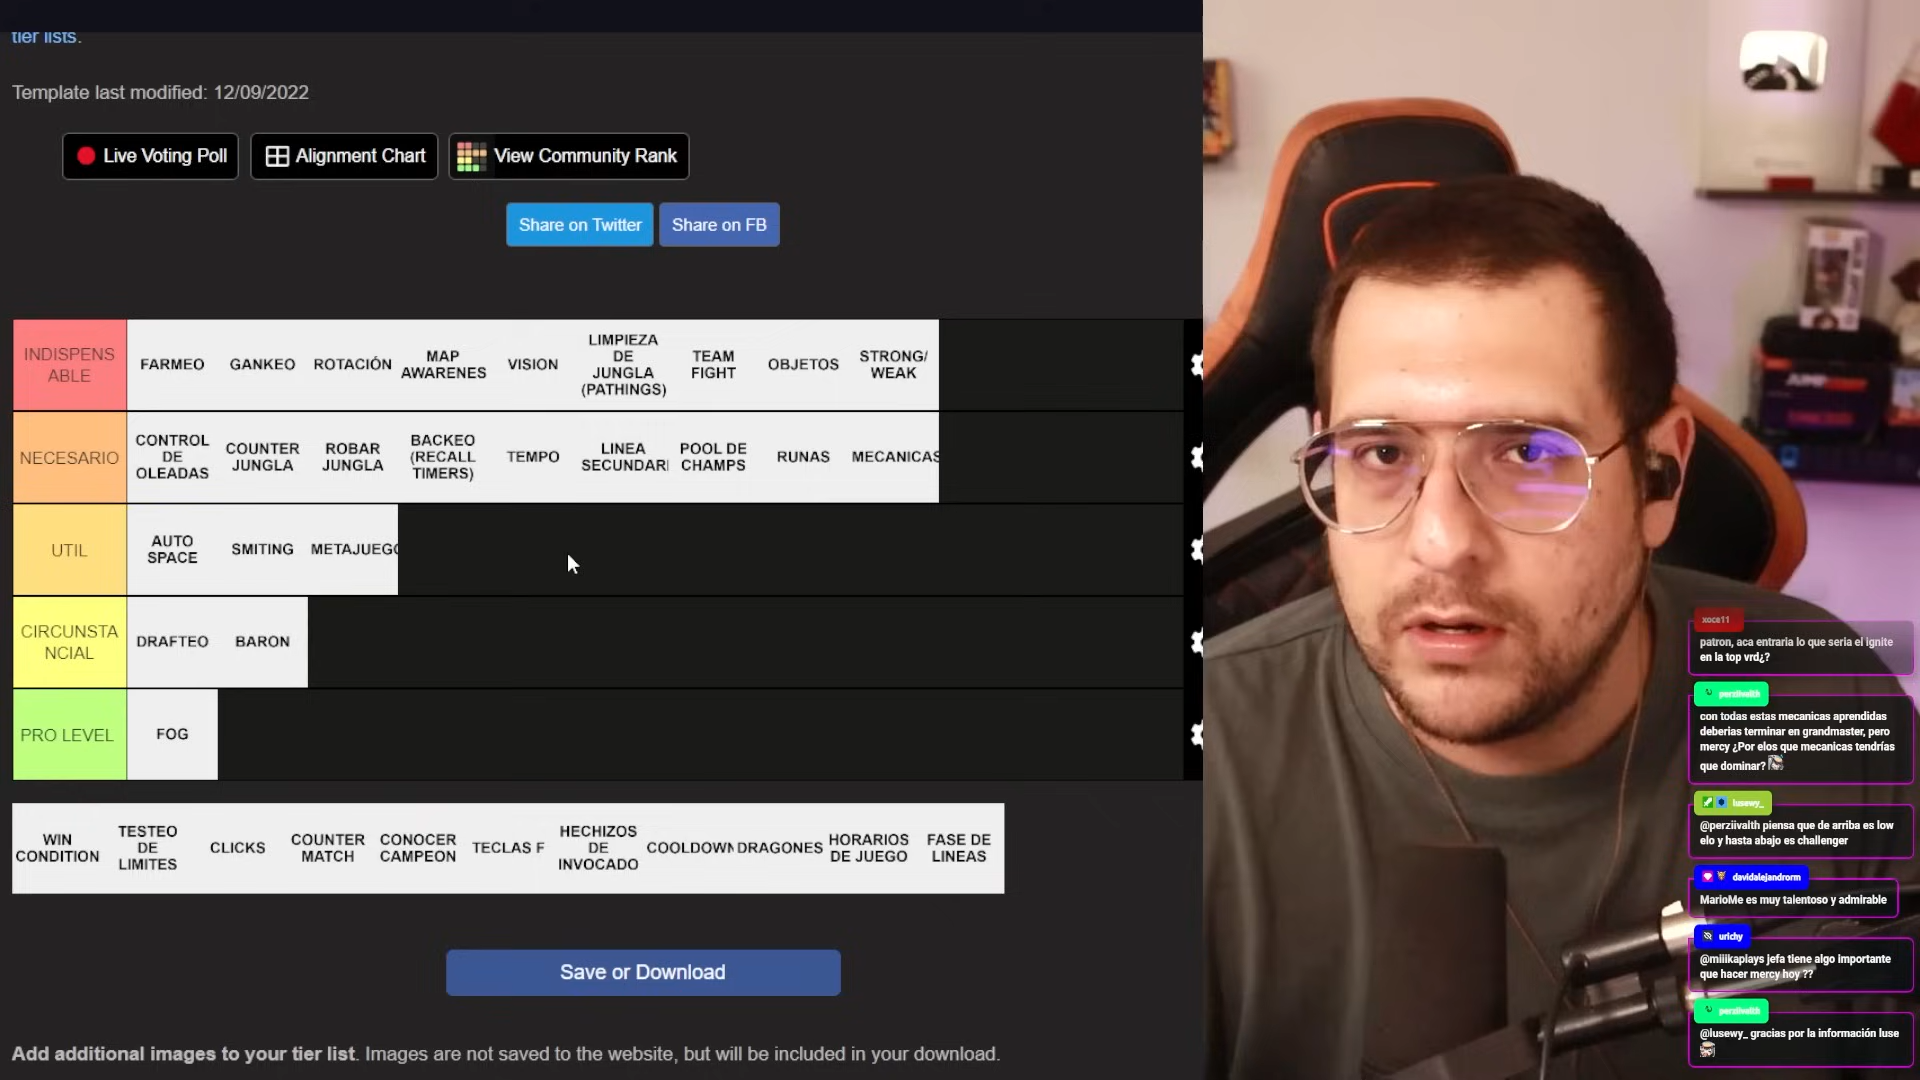 tier lists.
Template last modified: 12/09/2022
Live Voting Poll
Alignment Chart
View Community Rank
Share on Twitter
Share on FB
INDISPENS
ABLE
FARMEO
GANKEO
ROTACIÓN
MAP
AWARENES
VISION
LIMPIEZA
DE
JUNGLA
(PATHINGS)
TEAM
FIGHT
OBJETOS
STRONG/
WEAK
NECESARIO
CONTROL
DE
OLEADAS
COUNTER
JUNGLA
ROBAR
JUNGLA
BACKEO
(RECALL
TIMERS)
TEMPO
LINEA
SECUNDARI
POOL DE
CHAMPS
RUNAS
MECANICAS
UTIL
AUTO
SPACE
SMITING
METAJUEGO
CIRCUNSTA
NCIAL
DRAFTEO
BARON
PRO LEVEL
FOG
WIN
CONDITION
TESTEO
DE
LIMITES
CLICKS
COUNTER
MATCH
CONOCER
CAMPEON
TECLAS F
HECHIZOS
DE
INVOCADO
COOLDOWN
DRAGONES
HORARIOS
DE JUEGO
FASE DE
LINEAS
Save or Download
Add additional images to your tier list. Images are not saved to the website, but will be included in your download.
xoce11
patron, aca entraria lo que seria el ignite
en la top vrd¿?
perziivalth
con todas estas mecanicas aprendidas
deberias terminar en grandmaster, pero
mercy ¿Por elos que mecanicas tendrías
que dominar?
lusewy_
@perziivalth piensa que de arriba es low
elo y hasta abajo es challenger
davidalejandrorm
MarioMe es muy talentoso y admirable
urichy
@miiikaplays jefa tiene algo importante
que hacer mercy hoy ??
perziivalth
@lusewy_ gracias por la información luse